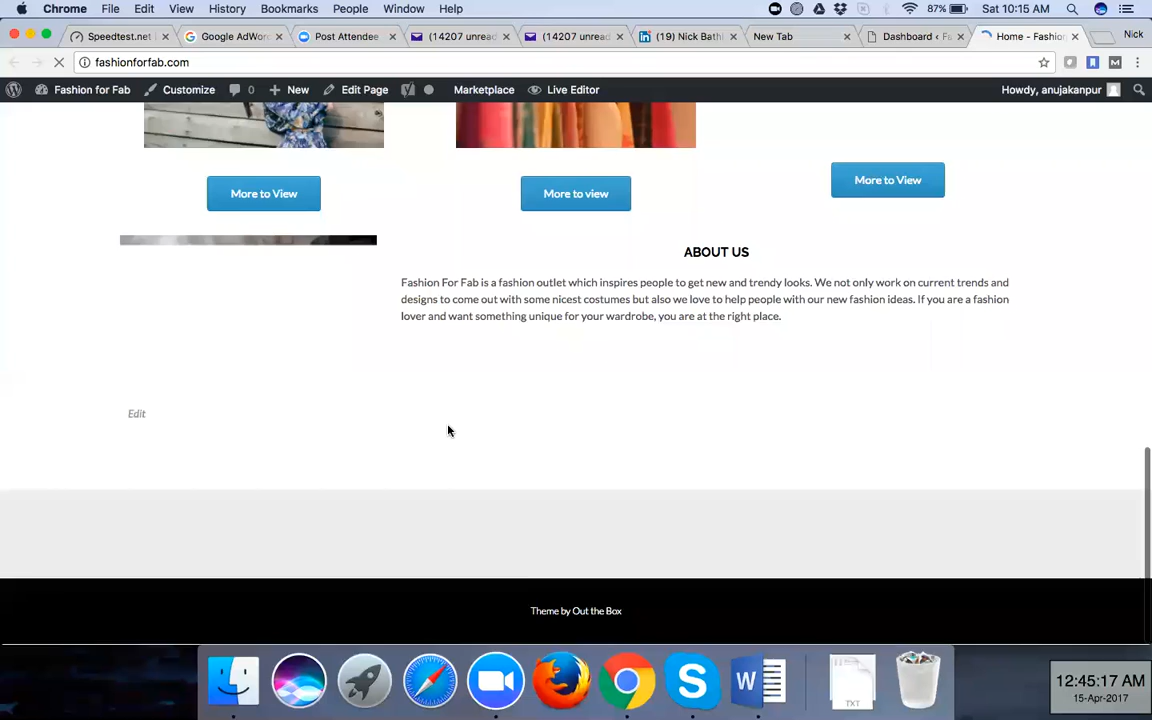 Chrome File Edit View History Bookmarks People Window Help 87% Sat 10:15 AM
Speedtest.net Google AdWor Post Attendee (14207 unread (14207 unread (19) Nick Bathi New Tab Dashboard ‹ Fa Home - Fashion Nick
fashionforfab.com
Fashion for Fab Customize 0 New Edit Page Marketplace Live Editor Howdy, anujakanpur
More to View More to view More to View
ABOUT US
Fashion For Fab is a fashion outlet which inspires people to get new and trendy looks. We not only work on current trends and
designs to come out with some nicest costumes but also we love to help people with our new fashion ideas. If you are a fashion
lover and want something unique for your wardrobe, you are at the right place.
Edit
Theme by Out the Box
W
TXT
12:45:17 AM
15-Apr-2017